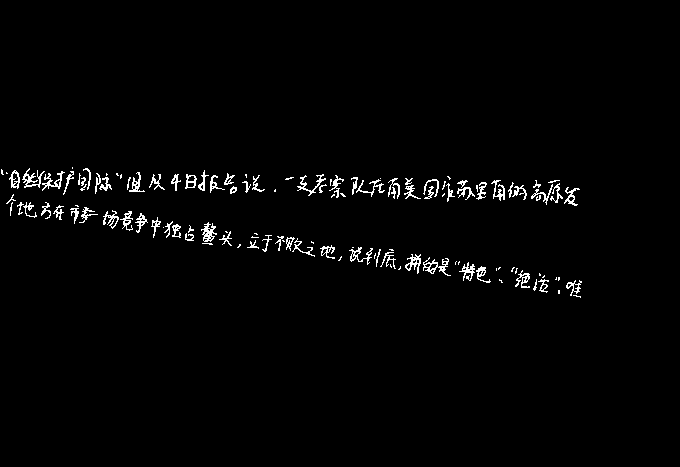 “自然保护国际”组织4日报告说，一支考察队在南美国家苏里南的高原发
个地方在市场竞争中独占鳌头，立于不败之地，说到底，拼的是“特色”、“绝活”。唯